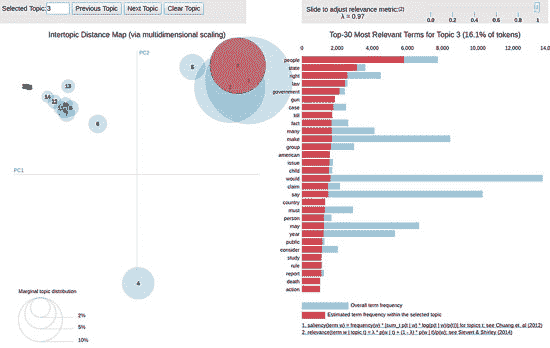 Selected Topic: 3
Previous Topic
Next Topic
Clear Topic
Slide to adjust relevance metric:(2)
λ = 0.97
0.0
0.2
0.4
0.6
0.8
1.0
Intertopic Distance Map (via multidimensional scaling)
PC2
PC1
5
13
14
12
6
4
Marginal topic distribution
2%
5%
10%
Top-30 Most Relevant Terms for Topic 3 (16.1% of tokens)
0
2,000
4,000
6,000
8,000
10,000
12,000
people
state
right
law
government
gun
case
kill
fact
many
make
group
american
issue
child
would
claim
say
country
must
person
may
year
public
consider
study
rule
report
death
action
Overall term frequency
Estimated term frequency within the selected topic
1. saliency(term w) = frequency(w) * [sum_t p(t | w) * log(p(t | w)/p(t))] for topics t; see Chuang et. al (2012)
2. relevance(term w | topic t) = λ * p(w | t) + (1 - λ) * p(w | t)/p(w); see Sievert & Shirley (2014)